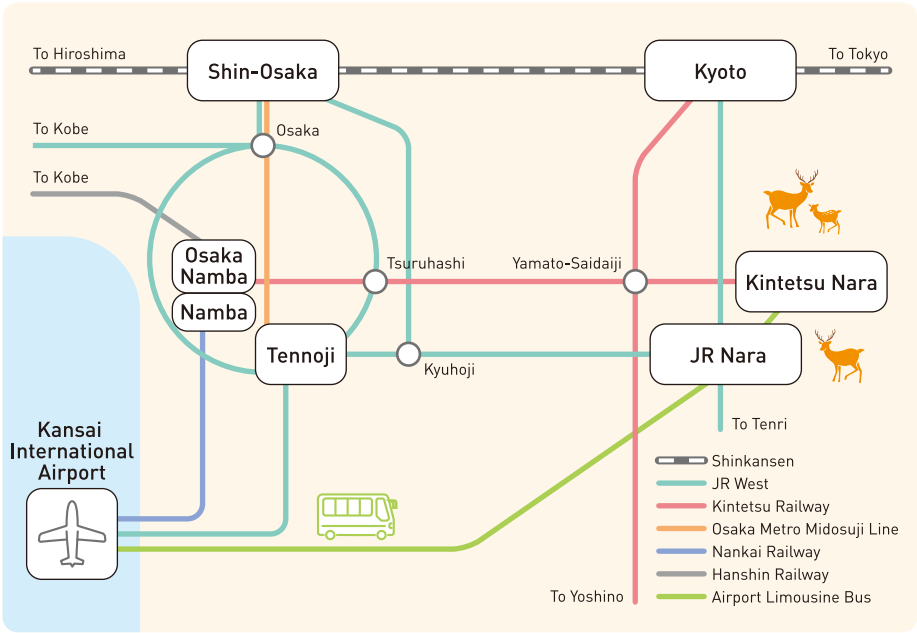 To Hiroshima
Shin-Osaka
Kyoto
To Tokyo
To Kobe
Osaka
To Kobe
Osaka
Namba
Tsuruhashi
Yamato-Saidaiji
Kintetsu Nara
Namba
Tennoji
Kyuhoji
JR Nara
To Tenri
Kansai
International
Airport
Shinkansen
JR West
Kintetsu Railway
Osaka Metro Midosuji Line
Nankai Railway
Hanshin Railway
Airport Limousine Bus
To Yoshino